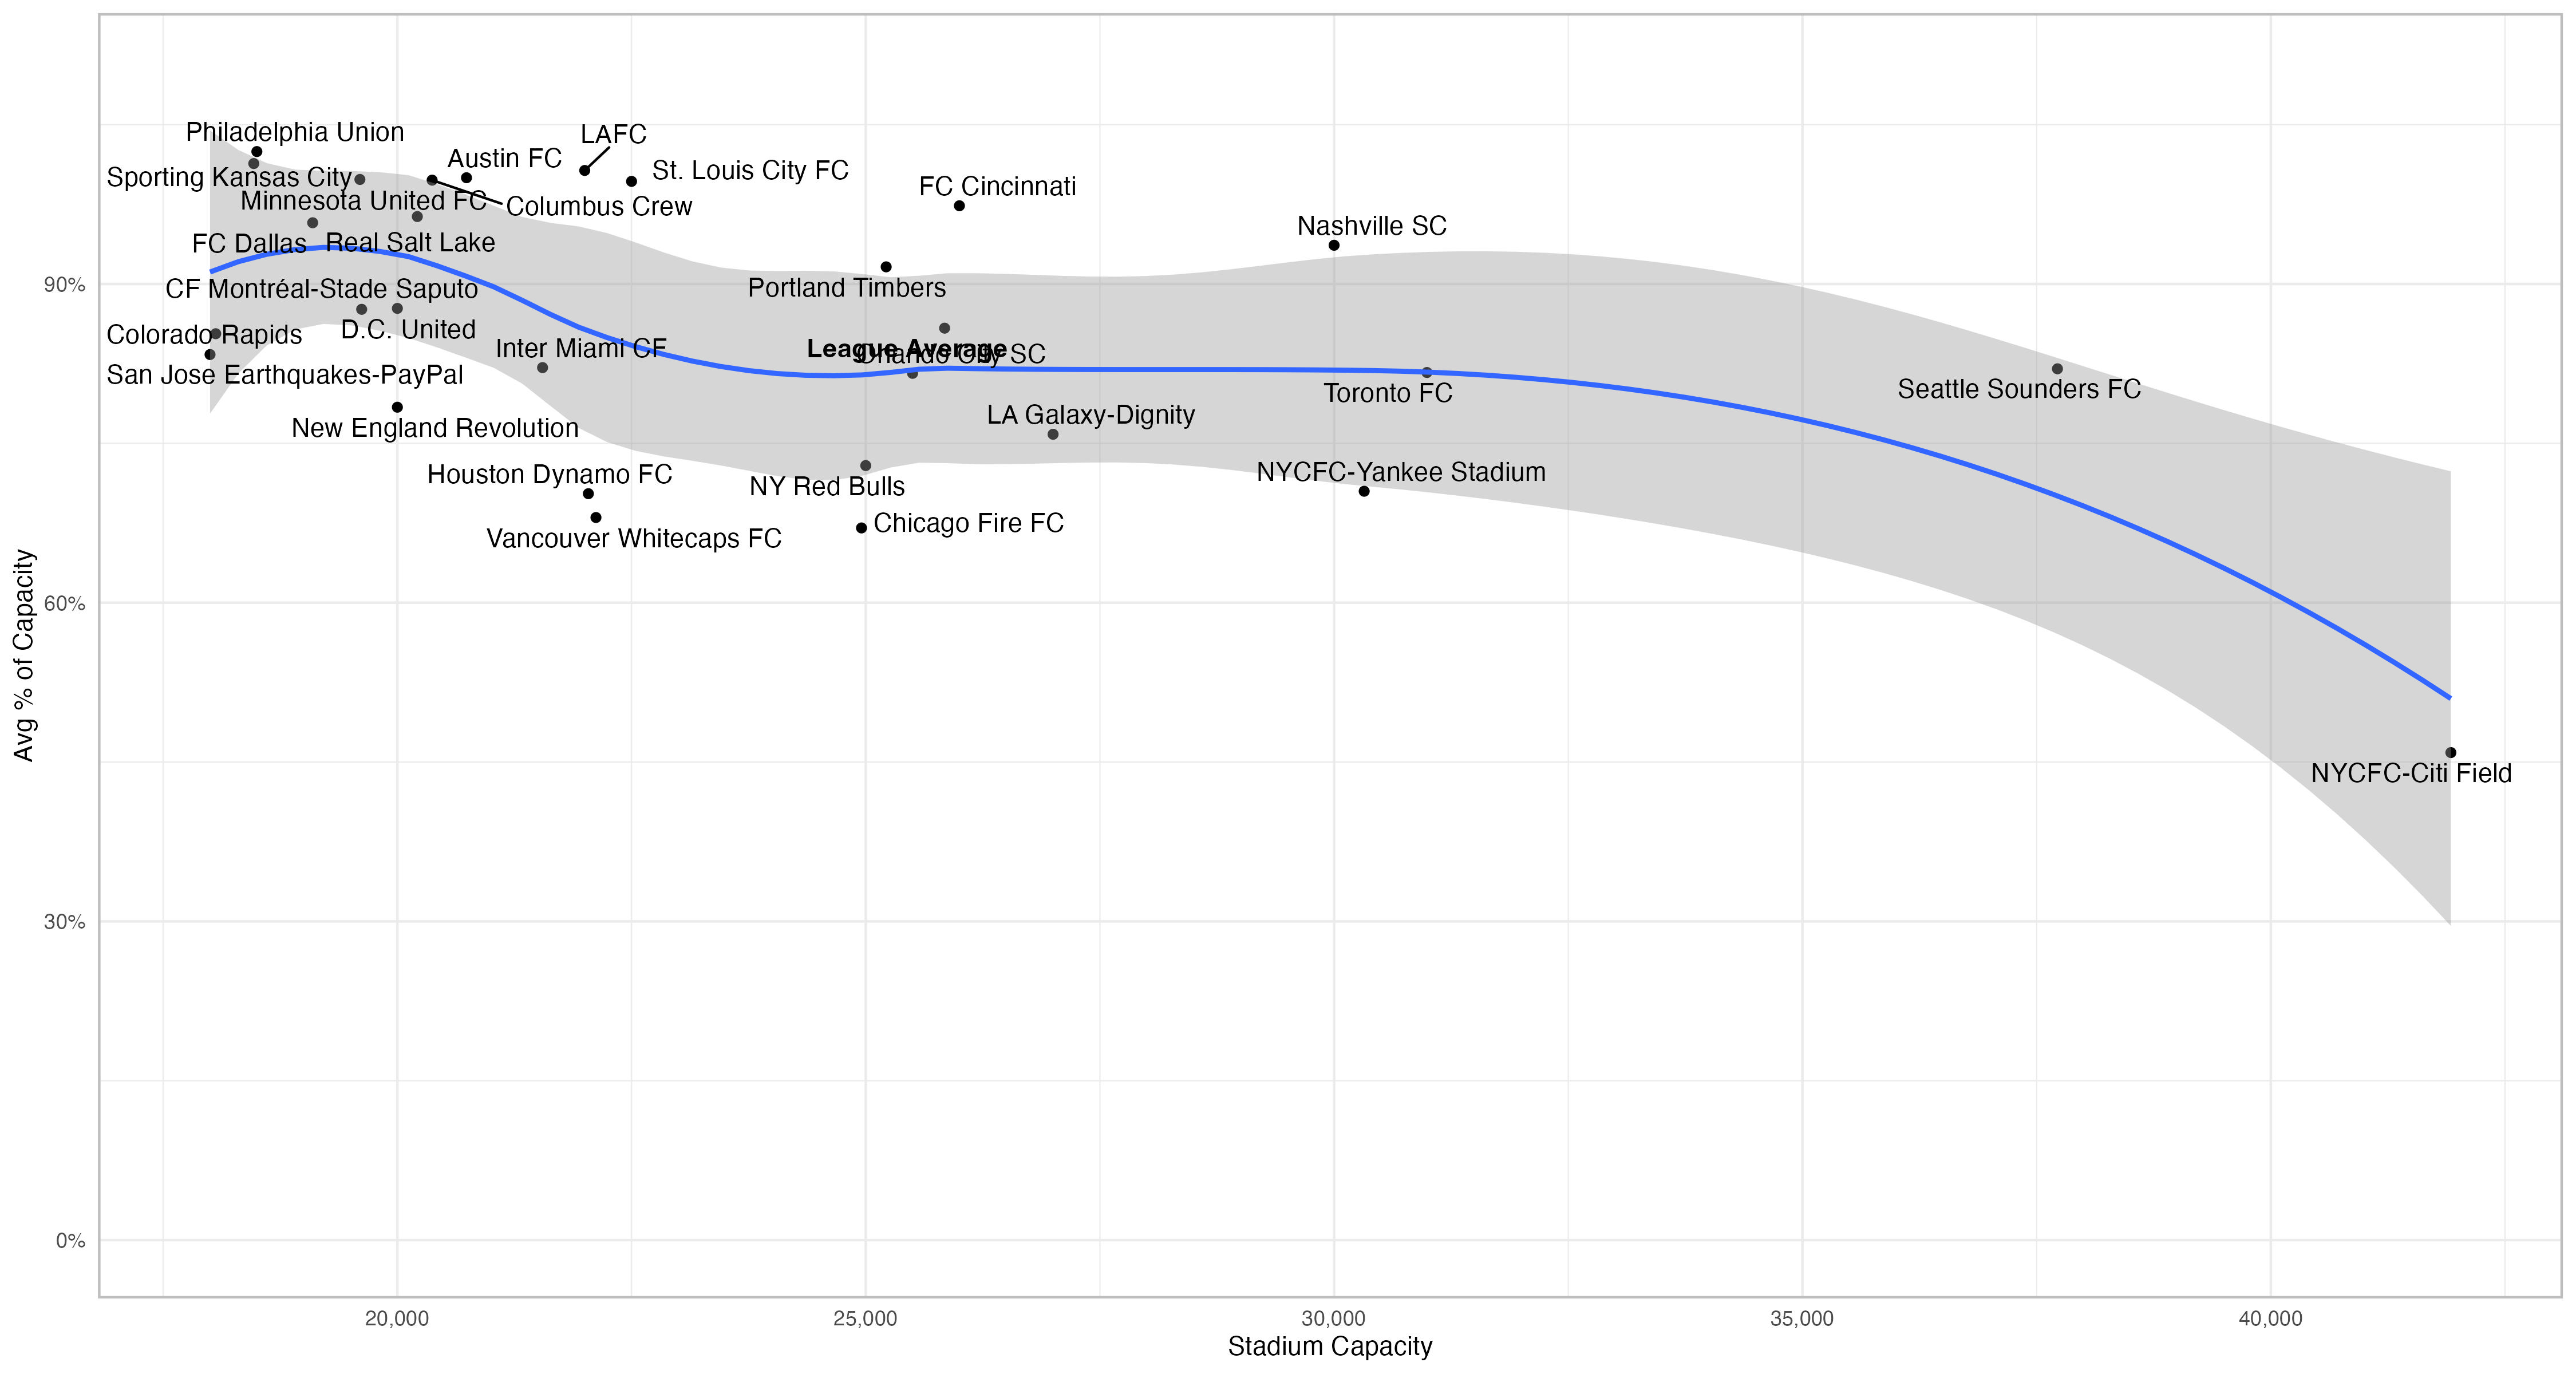 Philadelphia Union
LAFC
Austin FC
St. Louis City FC
Sporting Kansas City
FC Cincinnati
Minnesota United FC
Columbus Crew
Nashville SC
FC Dallas
Real Salt Lake
90%
CF Montréal-Stade Saputo
Portland Timbers
Colorado Rapids
D.C. United
Inter Miami CF
League Average
Orlando City SC
San Jose Earthquakes-PayPal
Toronto FC
Seattle Sounders FC
LA Galaxy-Dignity
New England Revolution
Houston Dynamo FC
NYCFC-Yankee Stadium
NY Red Bulls
Chicago Fire FC
Vancouver Whitecaps FC
Avg % of Capacity
60%
NYCFC-Citi Field
30%
0%
20,000
25,000
30,000
35,000
40,000
Stadium Capacity